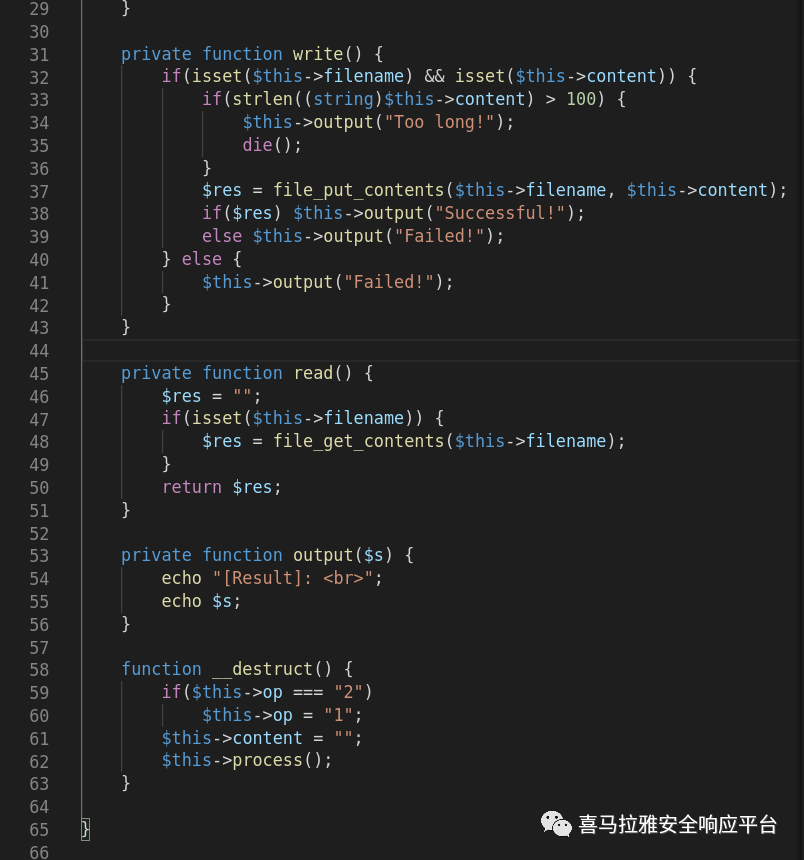 29     }
30
31     private function write() {
32         if(isset($this->filename) && isset($this->content)) {
33             if(strlen((string)$this->content) > 100) {
34                 $this->output("Too long!");
35                 die();
36             }
37             $res = file_put_contents($this->filename, $this->content);
38             if($res) $this->output("Successful!");
39             else $this->output("Failed!");
40         } else {
41             $this->output("Failed!");
42         }
43     }
44
45     private function read() {
46         $res = "";
47         if(isset($this->filename)) {
48             $res = file_get_contents($this->filename);
49         }
50         return $res;
51     }
52
53     private function output($s) {
54         echo "[Result]: <br>";
55         echo $s;
56     }
57
58     function __destruct() {
59         if($this->op === "2")
60             $this->op = "1";
61         $this->content = "";
62         $this->process();
63     }
64
65 }
66
喜马拉雅安全响应平台